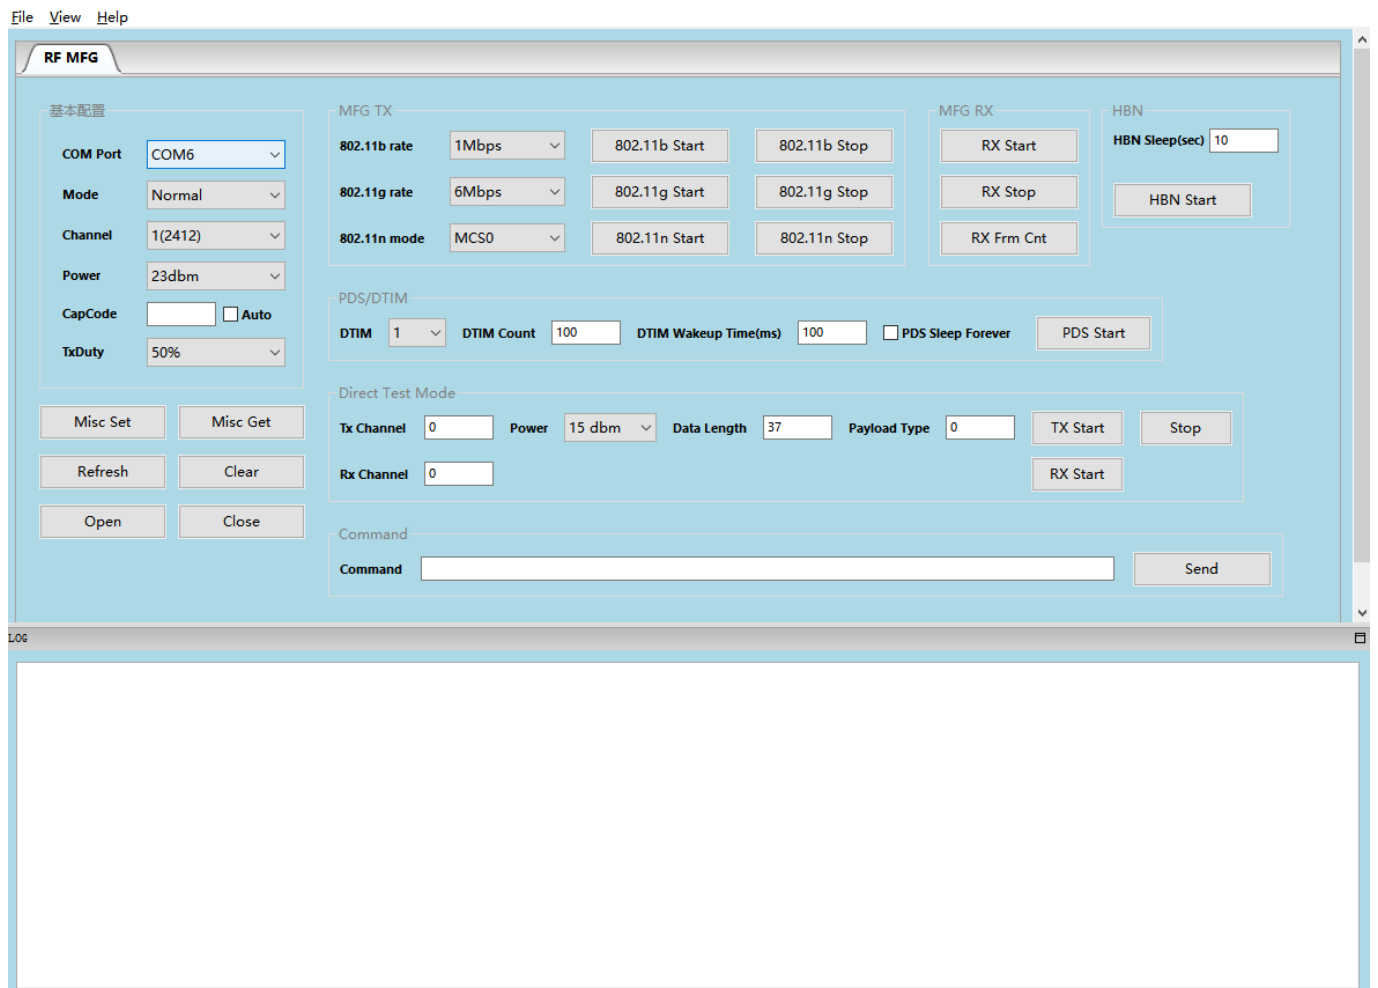 File View Help
RF MFG
基本配置
COM Port COM6
Mode Normal
Channel 1(2412)
Power 23dbm
CapCode Auto
TxDuty 50%
Misc Set Misc Get
Refresh Clear
Open Close
MFG TX
802.11b rate 1Mbps 802.11b Start 802.11b Stop
802.11g rate 6Mbps 802.11g Start 802.11g Stop
802.11n mode MCS0 802.11n Start 802.11n Stop
MFG RX
RX Start
RX Stop
RX Frm Cnt
HBN
HBN Sleep(sec) 10
HBN Start
PDS/DTIM
DTIM 1 DTIM Count 100 DTIM Wakeup Time(ms) 100 PDS Sleep Forever PDS Start
Direct Test Mode
Tx Channel 0 Power 15 dbm Data Length 37 Payload Type 0 TX Start Stop
Rx Channel 0 RX Start
Command
Command Send
LOG